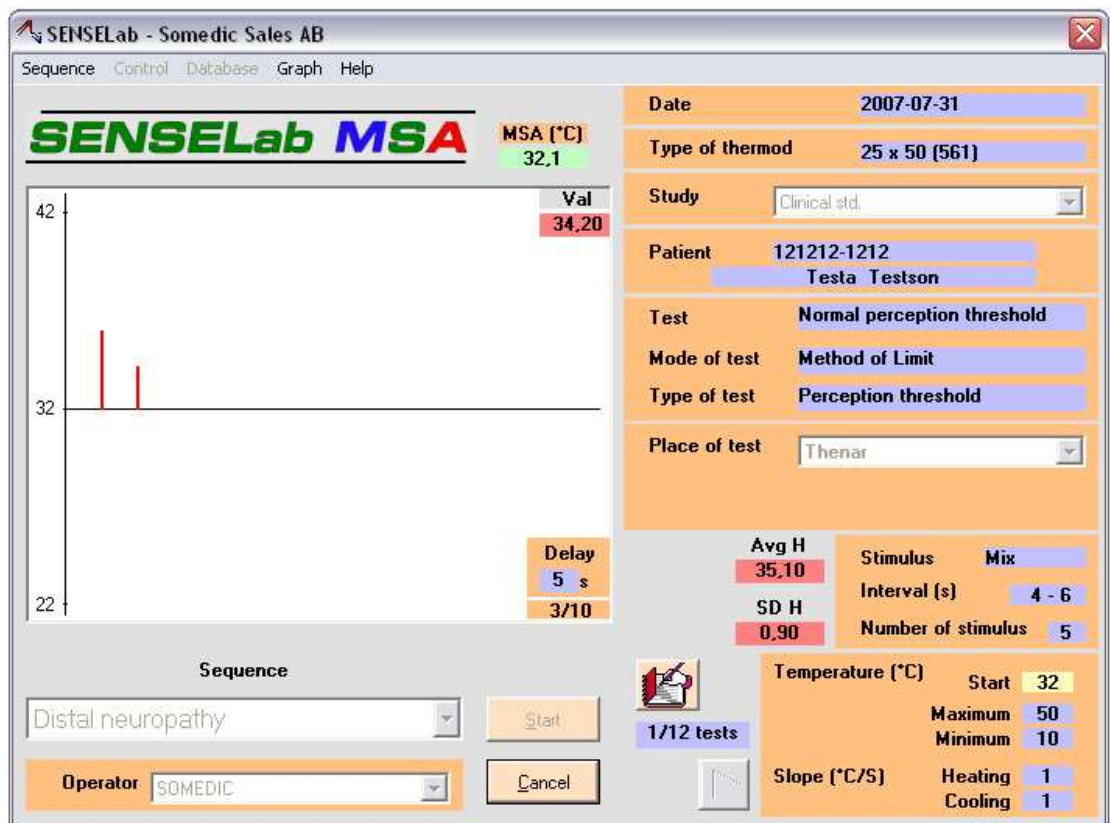 SENSELab - Somedic Sales AB
Sequence Control Database Graph Help
SENSELab MSA
MSA (°C)
32,1
42
32
22
Val
34,20
Delay
5 s
3/10
Date 2007-07-31
Type of thermod 25 x 50 (561)
Study Clinical std.
Patient 121212-1212
Testa Testson
Test Normal perception threshold
Mode of test Method of Limit
Type of test Perception threshold
Place of test Thenar
Avg H
35,10
SD H
0,90
Stimulus Mix
Interval (s) 4 - 6
Number of stimulus 5
Sequence
Distal neuropathy
Start
Operator SOMEDIC
Cancel
1/12 tests
Temperature (°C)
Start 32
Maximum 50
Minimum 10
Slope (°C/S) Heating 1
Cooling 1